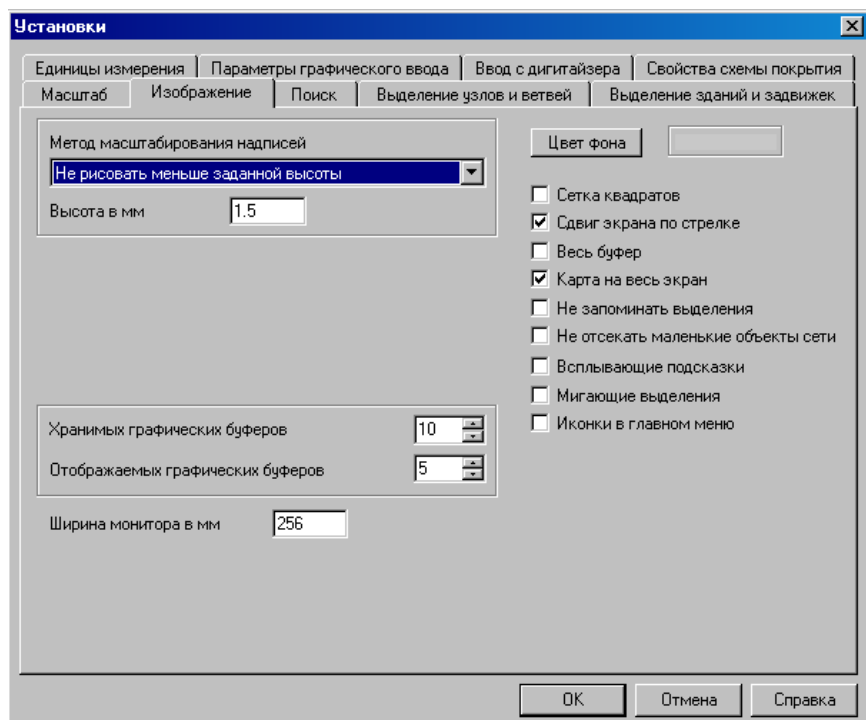 Установки
Единицы измерения Параметры графического ввода Ввод с дигитайзера Свойства схемы покрытия
Масштаб Изображение Поиск Выделение узлов и ветвей Выделение зданий и задвижек
Метод масштабирования надписей
Не рисовать меньше заданной высоты
Высота в мм 1.5
Цвет фона
Сетка квадратов
Сдвиг экрана по стрелке
Весь буфер
Карта на весь экран
Не запоминать выделения
Не отсекать маленькие объекты сети
Всплывающие подсказки
Мигающие выделения
Иконки в главном меню
Хранимых графических буферов 10
Отображаемых графических буферов 5
Ширина монитора в мм 256
OK Отмена Справка